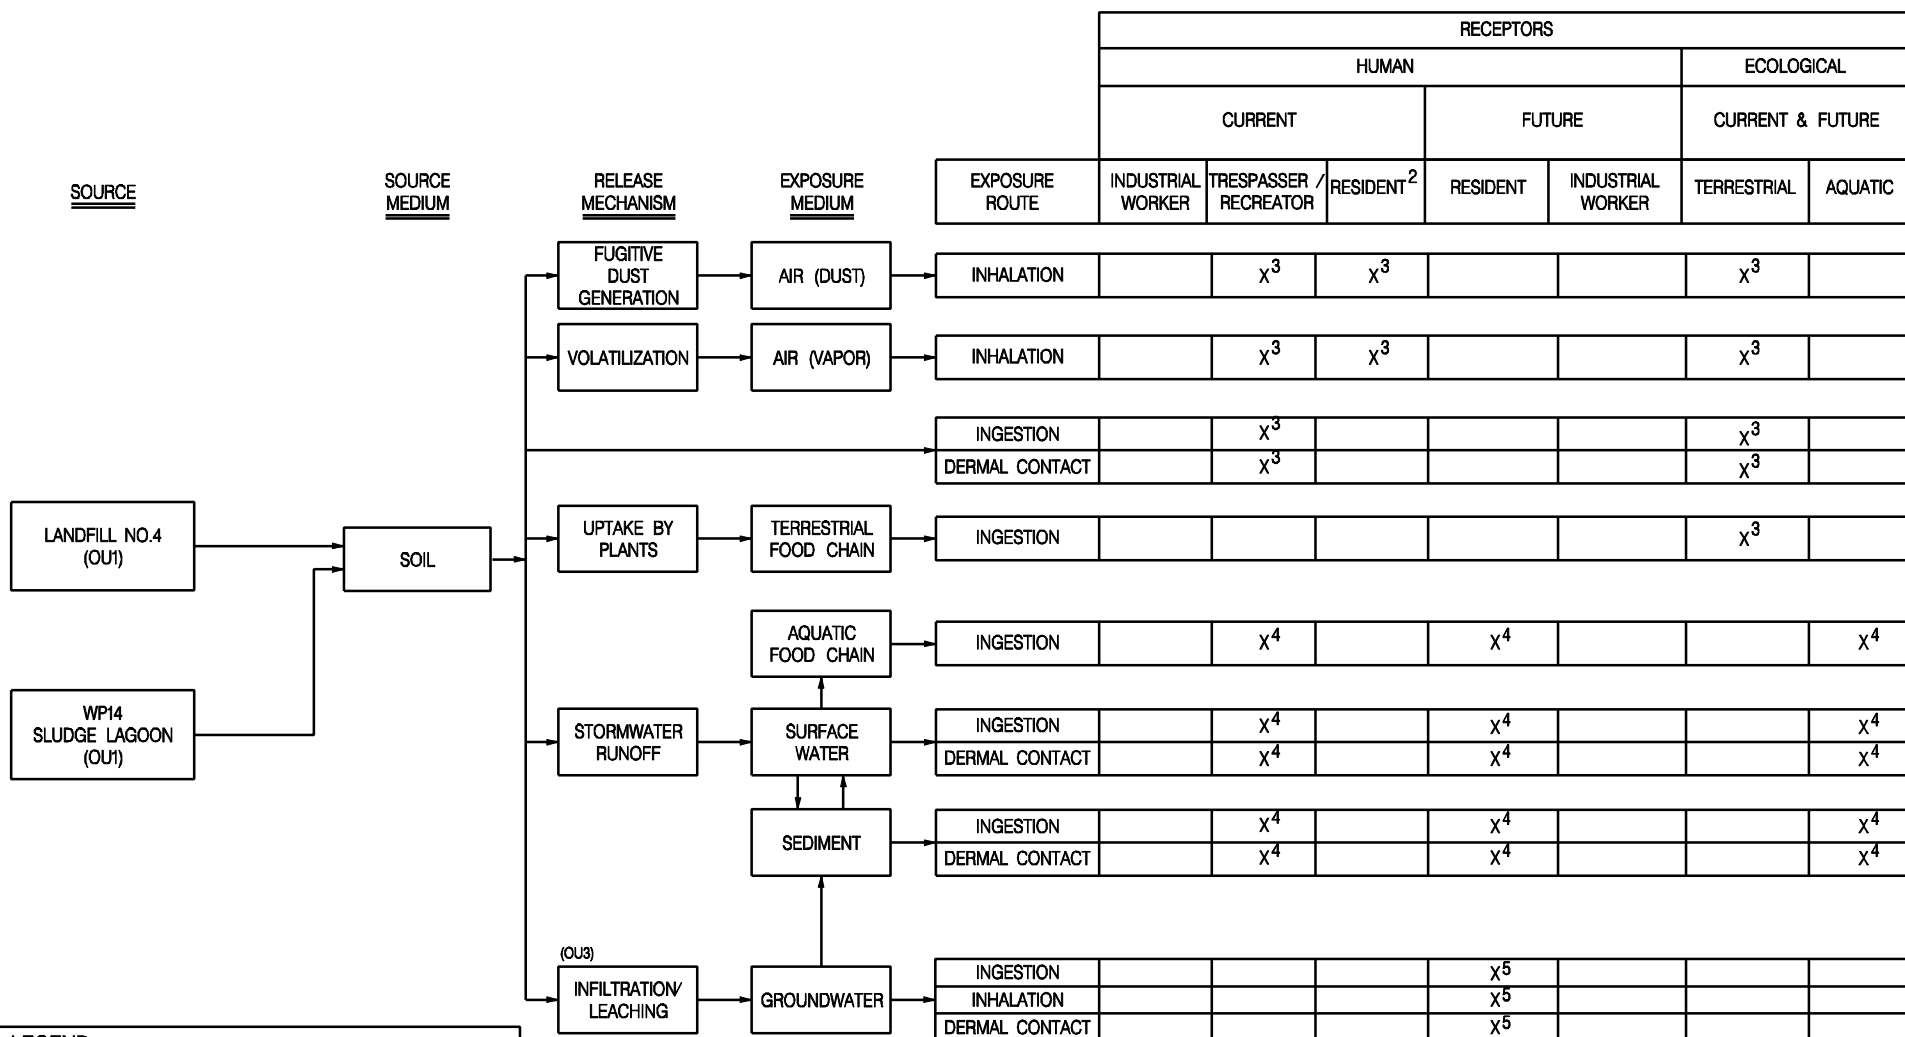 RECEPTORS
HUMAN
ECOLOGICAL
CURRENT
FUTURE
CURRENT & FUTURE
SOURCE
SOURCE
MEDIUM
RELEASE
MECHANISM
EXPOSURE
MEDIUM
EXPOSURE
ROUTE
INDUSTRIAL
WORKER
TRESPASSER /
RECREATOR
RESIDENT²
RESIDENT
INDUSTRIAL
WORKER
TERRESTRIAL
AQUATIC
FUGITIVE
DUST
GENERATION
AIR (DUST)
INHALATION
X³
X³
X³
VOLATILIZATION
AIR (VAPOR)
INHALATION
X³
X³
X³
INGESTION
X³
X³
DERMAL CONTACT
X³
X³
LANDFILL NO.4
(OU1)
SOIL
UPTAKE BY
PLANTS
TERRESTRIAL
FOOD CHAIN
INGESTION
X³
AQUATIC
FOOD CHAIN
INGESTION
X⁴
X⁴
X⁴
WP14
SLUDGE LAGOON
(OU1)
STORMWATER
RUNOFF
SURFACE
WATER
INGESTION
X⁴
X⁴
X⁴
DERMAL CONTACT
X⁴
X⁴
X⁴
SEDIMENT
INGESTION
X⁴
X⁴
X⁴
DERMAL CONTACT
X⁴
X⁴
X⁴
(OU3)
INFILTRATION/
LEACHING
GROUNDWATER
INGESTION
X⁵
INHALATION
X⁵
DERMAL CONTACT
X⁵
LEGEND